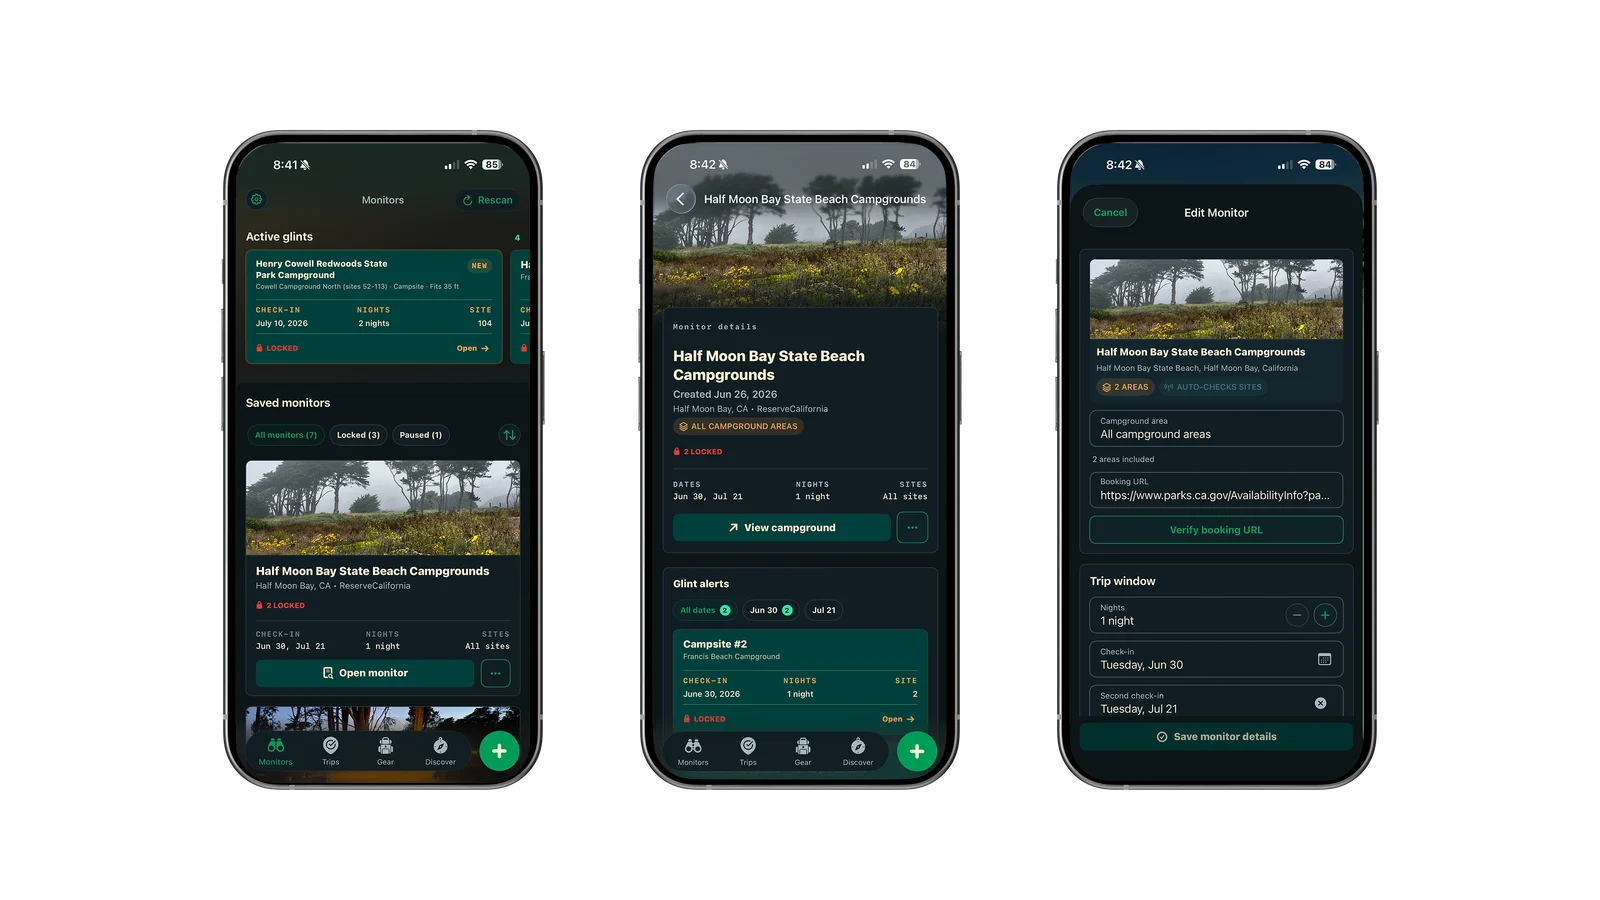 8:41
85
Monitors
Rescan
Active glints
4
Henry Cowell Redwoods State
Park Campground
NEW
Cowell Campground North (sites 52-113) · Campsite · Fits 35 ft
CHECK-IN
NIGHTS
SITE
July 10, 2026
2 nights
104
LOCKED
Open →
Saved monitors
All monitors (7)
Locked (3)
Paused (1)
Half Moon Bay State Beach Campgrounds
Half Moon Bay, CA • ReserveCalifornia
2 LOCKED
CHECK-IN
NIGHTS
SITES
Jun 30, Jul 21
1 night
All sites
Open monitor
Monitors
Trips
Gear
Discover
8:42
84
Half Moon Bay State Beach Campgrounds
Monitor details
Half Moon Bay State Beach
Campgrounds
Created Jun 26, 2026
Half Moon Bay, CA • ReserveCalifornia
ALL CAMPGROUND AREAS
2 LOCKED
DATES
NIGHTS
SITES
Jun 30, Jul 21
1 night
All sites
View campground
Glint alerts
All dates 2
Jun 30 2
Jul 21
Campsite #2
Francis Beach Campground
CHECK-IN
NIGHTS
SITE
June 30, 2026
1 night
2
LOCKED
Open →
Monitors
Trips
Gear
Discover
8:42
84
Cancel
Edit Monitor
Half Moon Bay State Beach Campgrounds
Half Moon Bay State Beach, Half Moon Bay, California
2 AREAS
AUTO-CHECKS SITES
Campground area
All campground areas
2 areas included
Booking URL
https://www.parks.ca.gov/AvailabilityInfo?pa...
Verify booking URL
Trip window
Nights
1 night
Check-in
Tuesday, Jun 30
Second check-in
Tuesday, Jul 21
Save monitor details